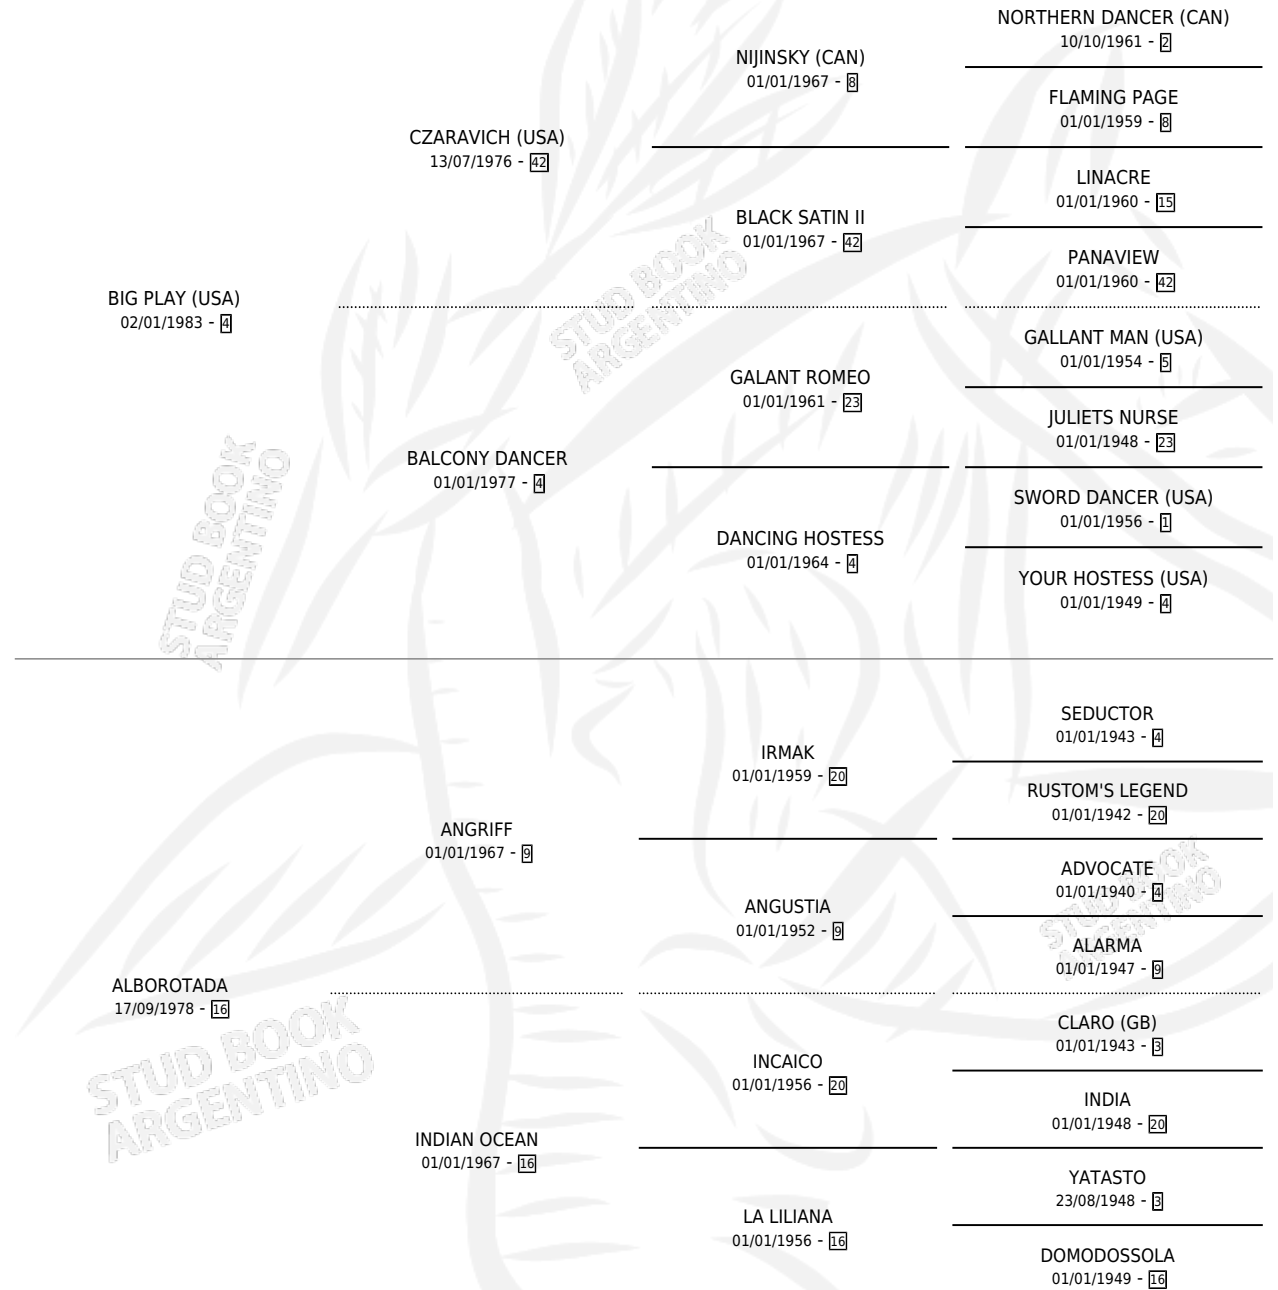 NORTHERN DANCER (CAN)
10/10/1961 - 2
NIJINSKY (CAN)
01/01/1967 - 8
FLAMING PAGE
01/01/1959 - 8
CZARAVICH (USA)
13/07/1976 - 42
LINACRE
01/01/1960 - 15
BLACK SATIN II
01/01/1967 - 42
PANAVIEW
01/01/1960 - 42
BIG PLAY (USA)
02/01/1983 - 4
STUD BOOK
ARGENTINO
GALLANT MAN (USA)
01/01/1954 - 5
GALANT ROMEO
01/01/1961 - 23
JULIETS NURSE
01/01/1948 - 23
BALCONY DANCER
01/01/1977 - 4
SWORD DANCER (USA)
01/01/1956 - 1
DANCING HOSTESS
01/01/1964 - 4
YOUR HOSTESS (USA)
01/01/1949 - 4
STUD BOOK
ARGENTINO
SEDUCTOR
01/01/1943 - 4
IRMAK
01/01/1959 - 20
RUSTOM'S LEGEND
01/01/1942 - 20
ANGRIFF
01/01/1967 - 9
ADVOCATE
01/01/1940 - 4
STUD BOOK
ARGENTINO
ANGUSTIA
01/01/1952 - 9
ALARMA
01/01/1947 - 9
ALBOROTADA
17/09/1978 - 16
STUD BOOK
ARGENTINO
CLARO (GB)
01/01/1943 - 3
INCAICO
01/01/1956 - 20
INDIA
01/01/1948 - 20
INDIAN OCEAN
01/01/1967 - 16
YATASTO
23/08/1948 - 3
LA LILIANA
01/01/1956 - 16
DOMODOSSOLA
01/01/1949 - 16